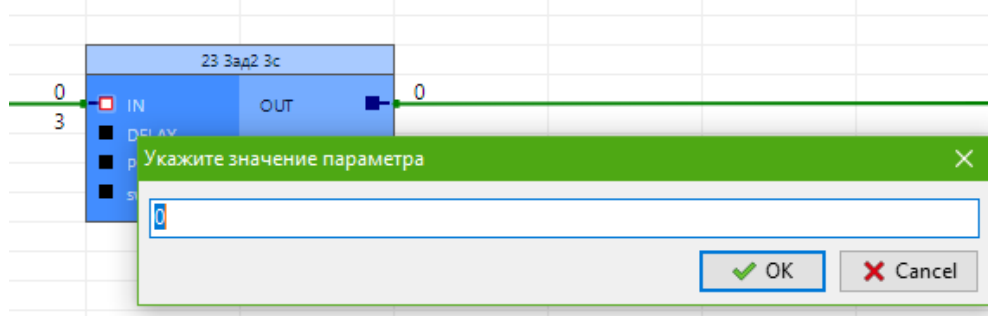 23 Зад2 3с
0
IN
OUT
0
3
DELAY
Укажите значение параметра
0
OK
Cancel